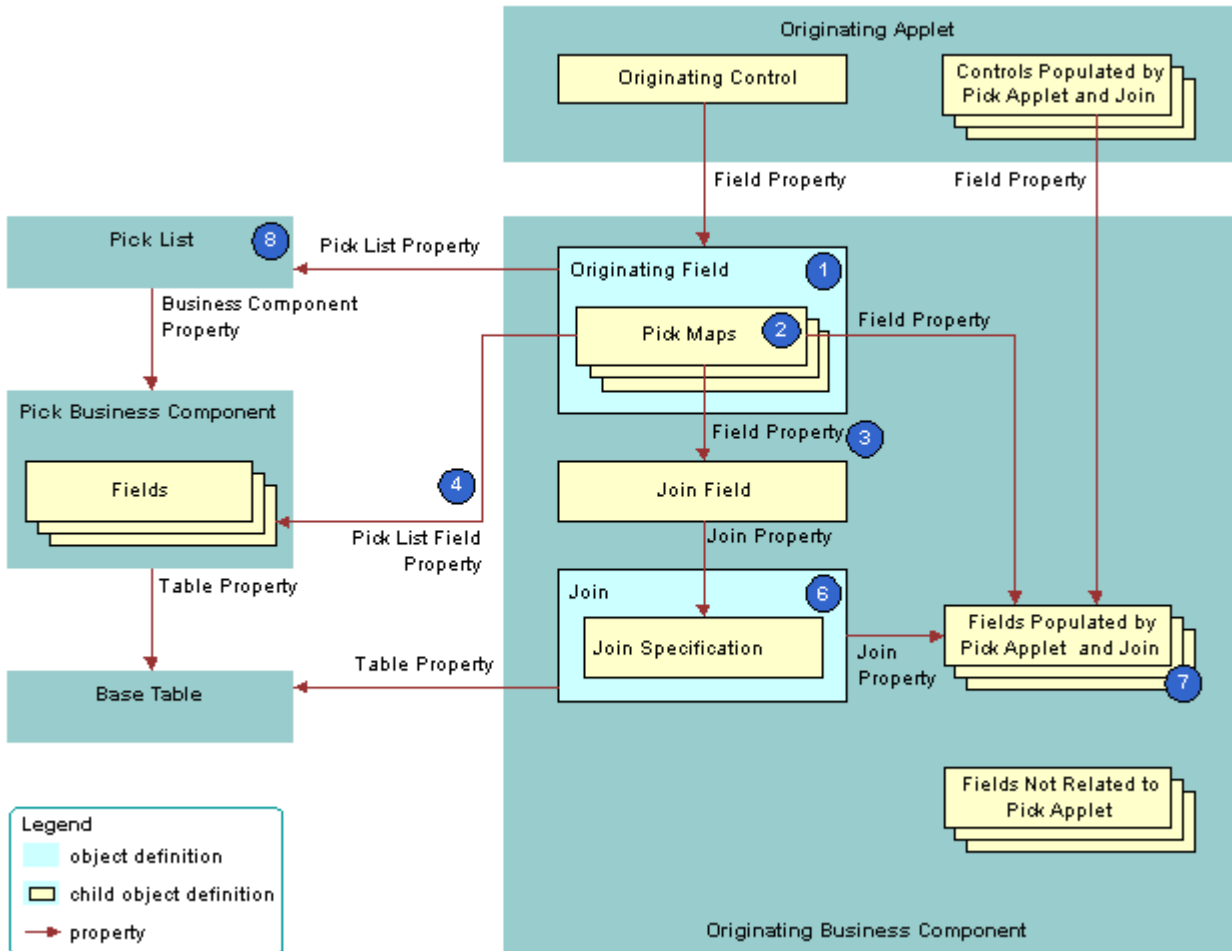 Originating Applet
Originating Control
Controls Populated by
Pick Applet and Join
Field Property
Field Property
Pick List
8
Pick List Property
Originating Field
1
Business Component
Property
Pick Maps
2
Field Property
Pick Business Component
Field Property
3
Fields
4
Join Field
Pick List Field
Property
Join Property
Table Property
Join
6
Fields Populated by
Pick Applet and Join
Join Specification
Join
Property
Table Property
7
Base Table
Fields Not Related to
Pick Applet
Legend
object definition
child object definition
property
Originating Business Component